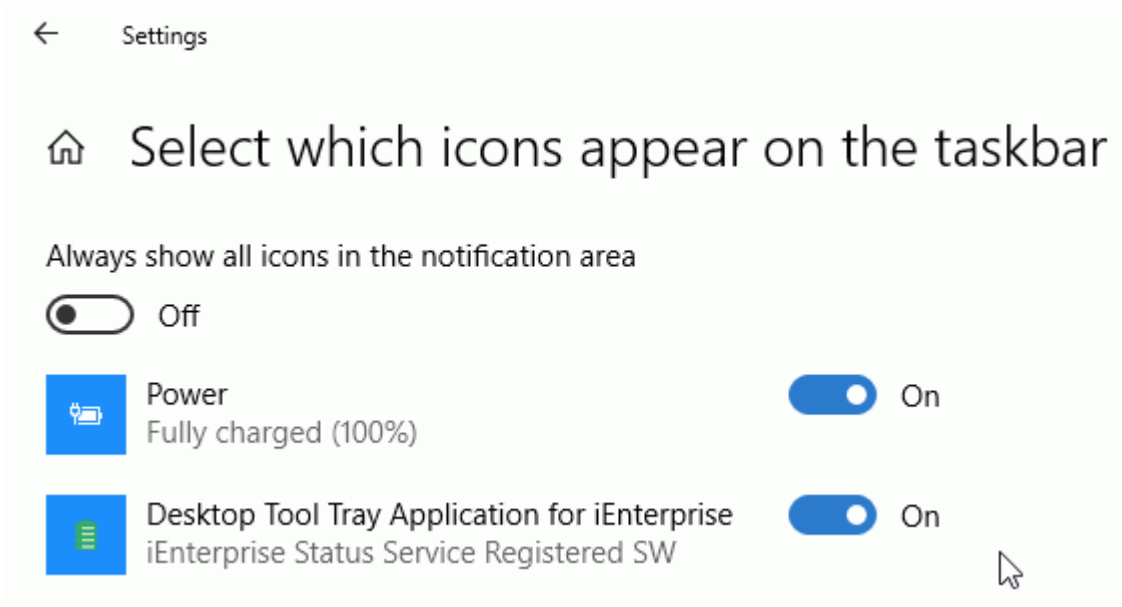 Settings
Select which icons appear on the taskbar
Always show all icons in the notification area
Off
Power
On
Fully charged (100%)
Desktop Tool Tray Application for iEnterprise
On
iEnterprise Status Service Registered SW